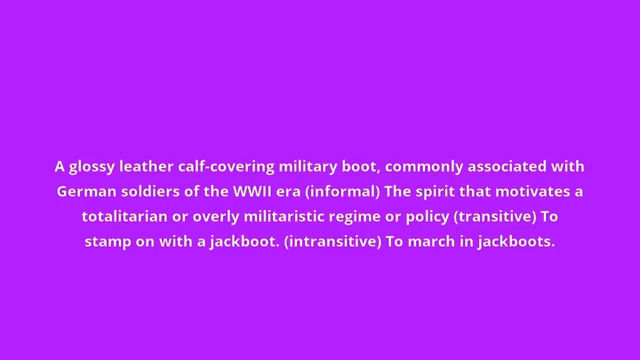 A glossy leather calf-covering military boot, commonly associated with
German soldiers of the WWII era (informal) The spirit that motivates a
totalitarian or overly militaristic regime or policy (transitive) To
stamp on with a jackboot. (intransitive) To march in jackboots.